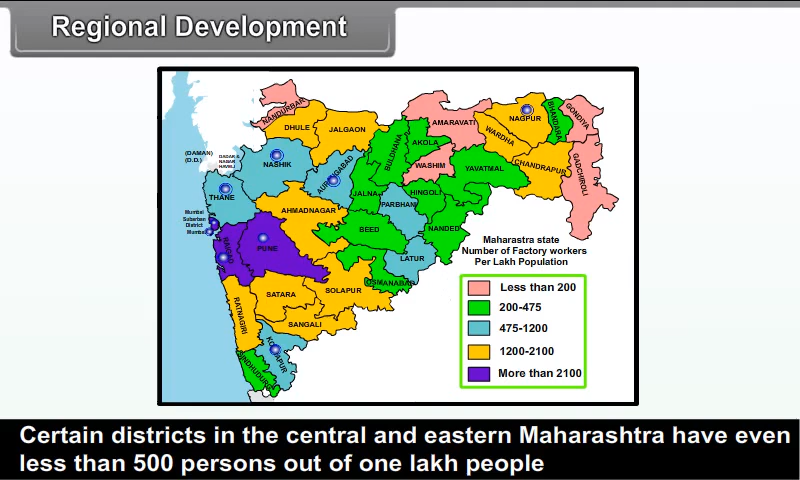 Regional Development
NANDURBAR
DHULE
JALGAON
AMARAVATI
NAGPUR
BHANDARA
GONDIYA
WARDHA
BULDHANA
AKOLA
WASHIM
YAVATMAL
CHANDRAPUR
GADCHIROLI
(DAMAN)
(D.D.)
DADAR &
NAGAR
HAVELI
NASHIK
AURANGABAD
THANE
JALNA
HINGOLI
PARBHANI
AHMADNAGAR
Mumbai
Suburban
District
Mumbai
BEED
NANDED
RAIGAD
PUNE
LATUR
Maharastra state
Number of Factory workers
Per Lakh Population
OSMANABAD
SOLAPUR
SATARA
RATNAGIRI
SANGALI
KOLHAPUR
SINDHUDURG
Less than 200
200-475
475-1200
1200-2100
More than 2100
Certain districts in the central and eastern Maharashtra have even
less than 500 persons out of one lakh people